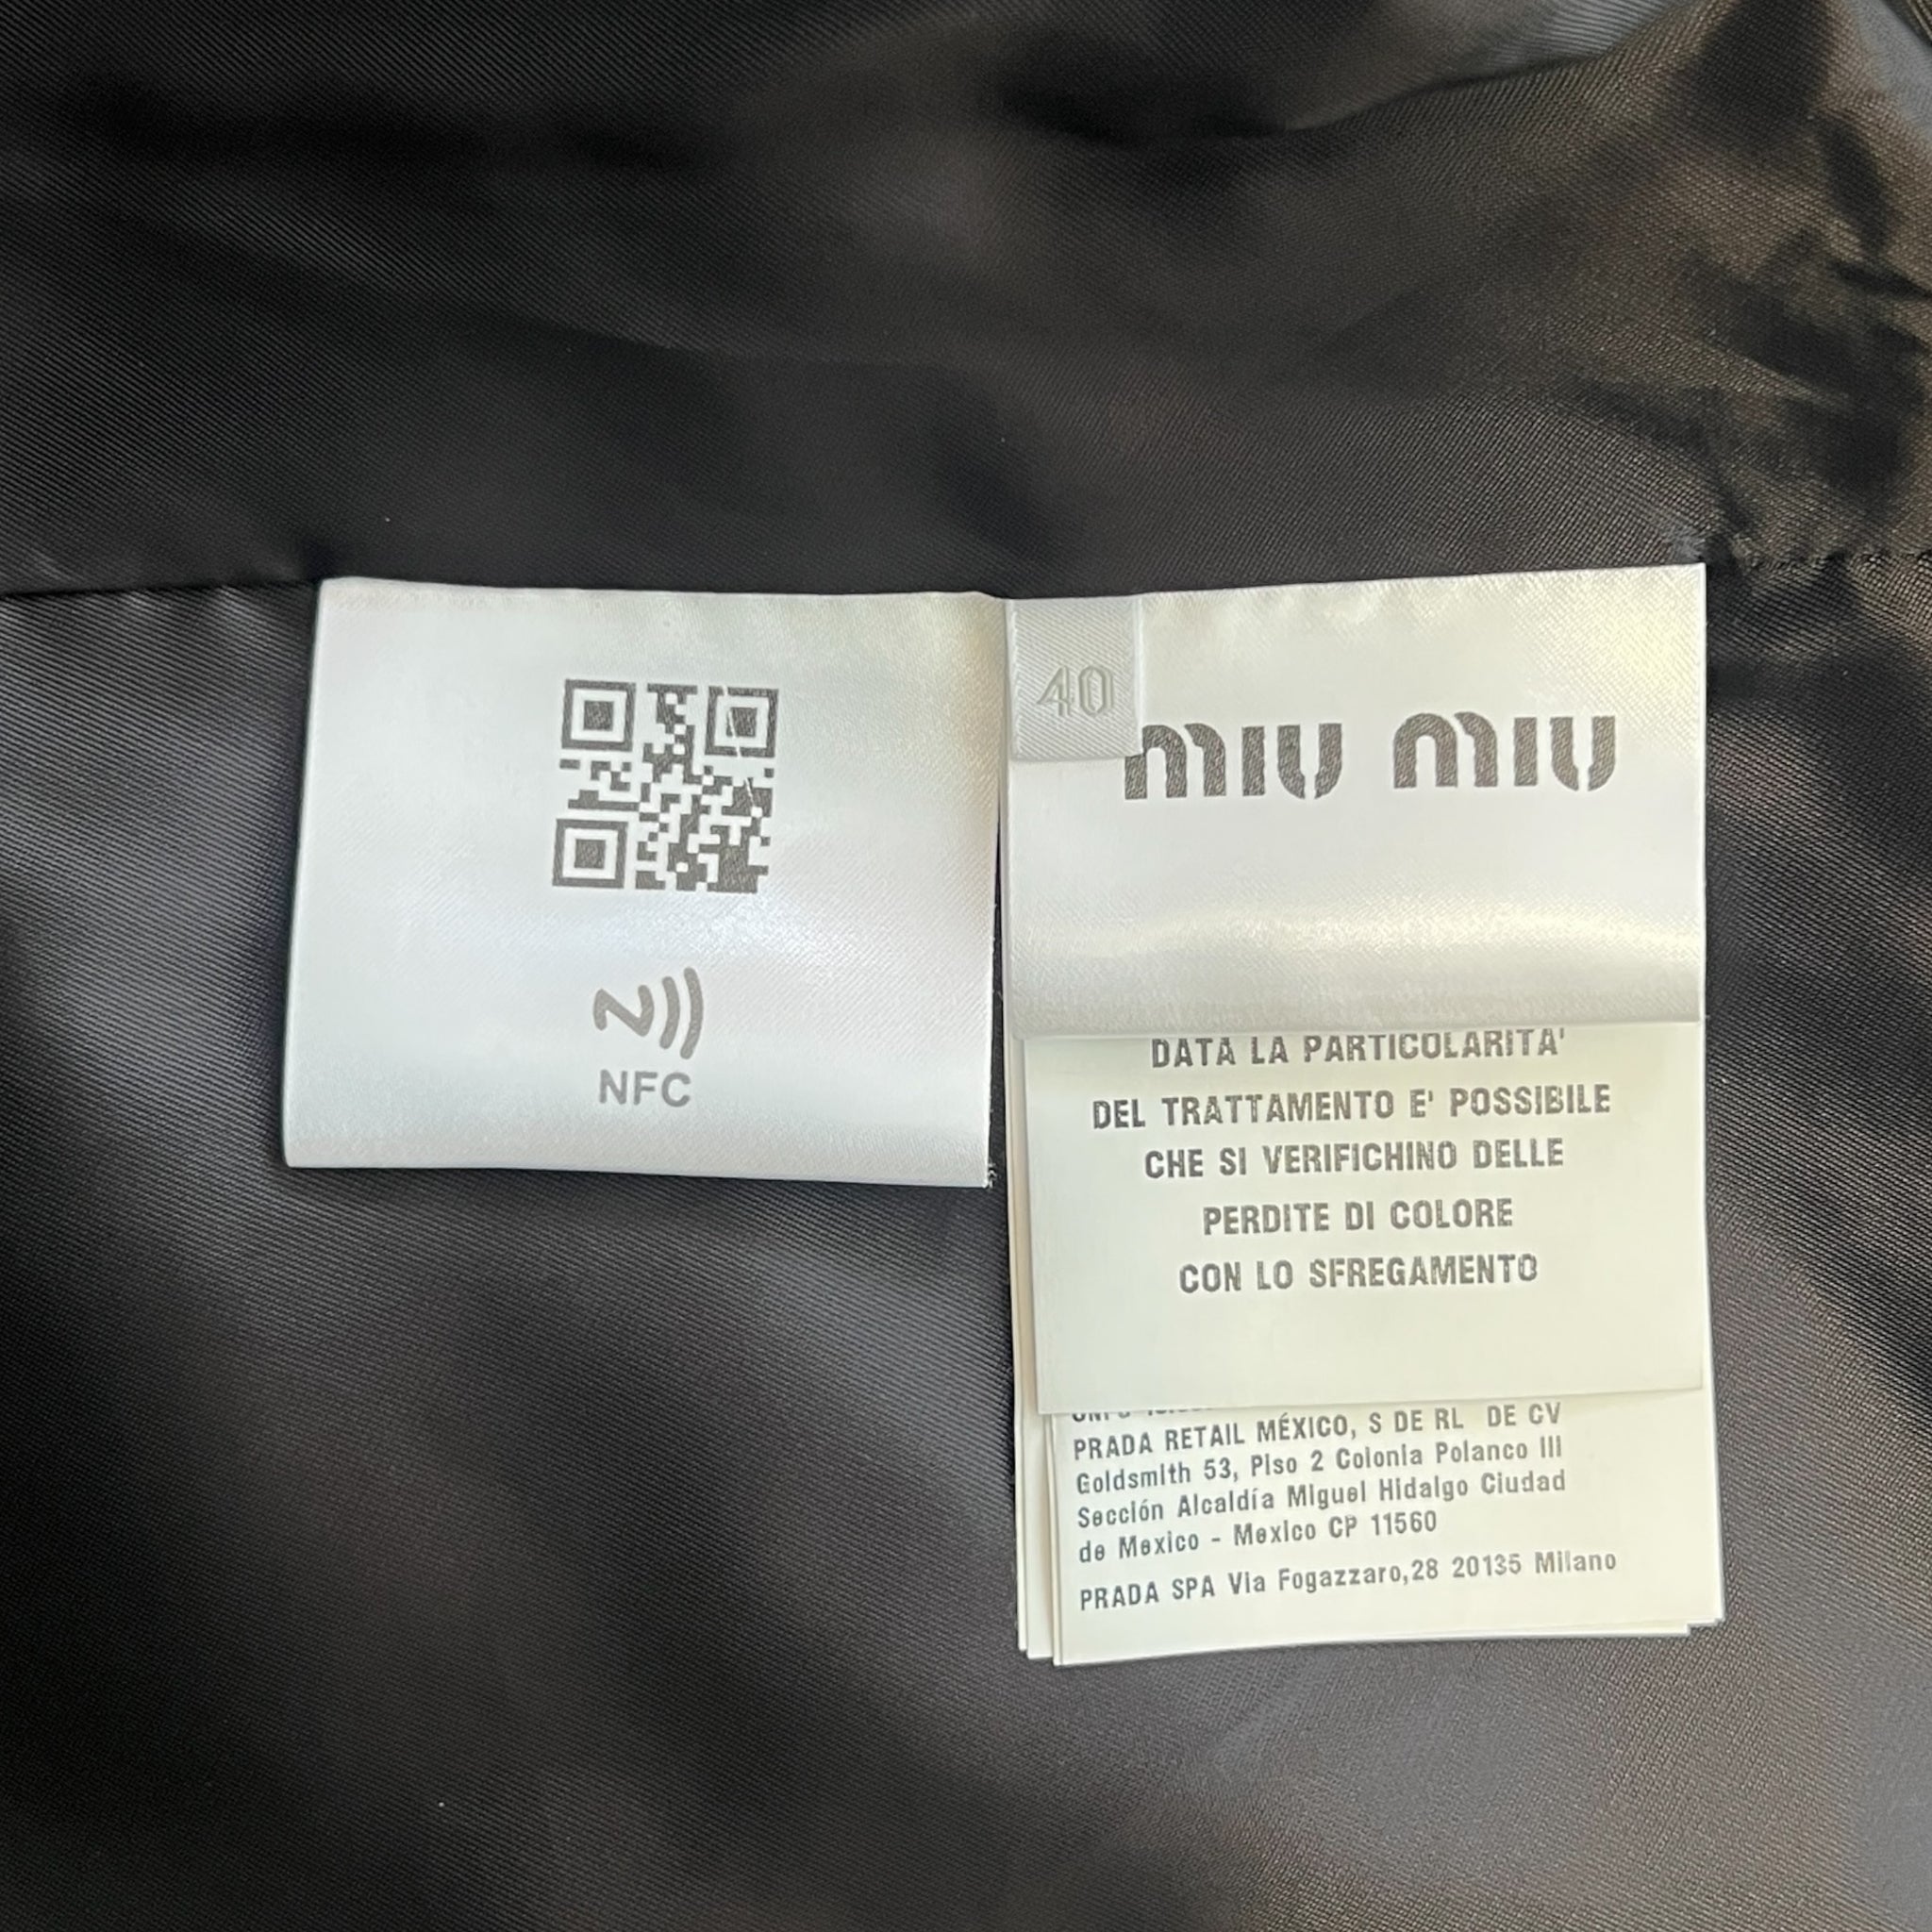 NFC
40
MIU MIU
DATA LA PARTICOLARITA'
DEL TRATTAMENTO E' POSSIBILE
CHE SI VERIFICHINO DELLE
PERDITE DI COLORE
CON LO SFREGAMENTO
PRADA RETAIL MÉXICO, S DE RL DE CV
Goldsmith 53, Piso 2 Colonia Polanco III
Sección Alcaldía Miguel Hidalgo Ciudad
de Mexico - Mexico CP 11560
PRADA SPA Via Fogazzaro,28 20135 Milano